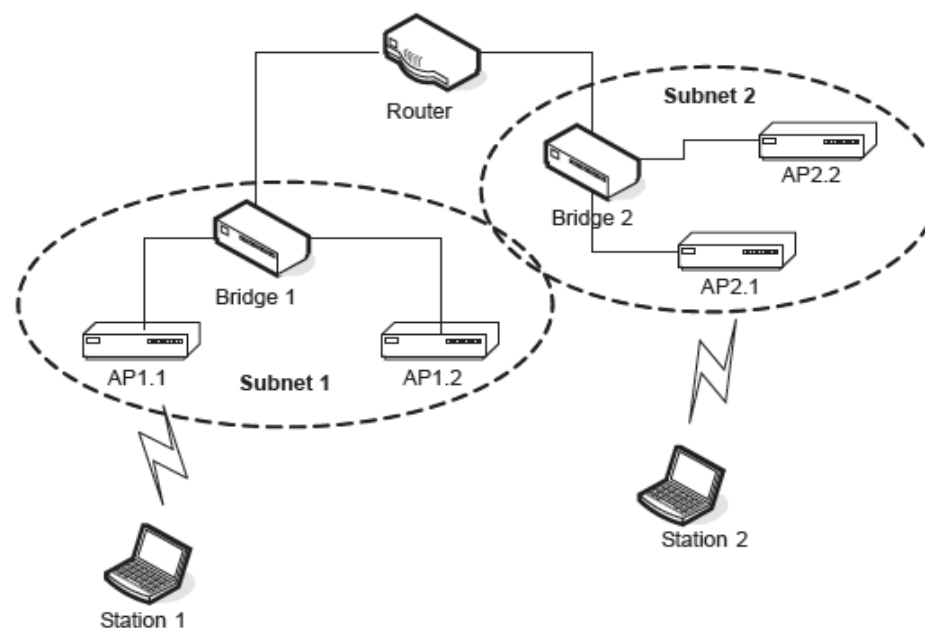 Router
Subnet 2
AP2.2
Bridge 2
AP2.1
Bridge 1
AP1.1
AP1.2
Subnet 1
Station 2
Station 1